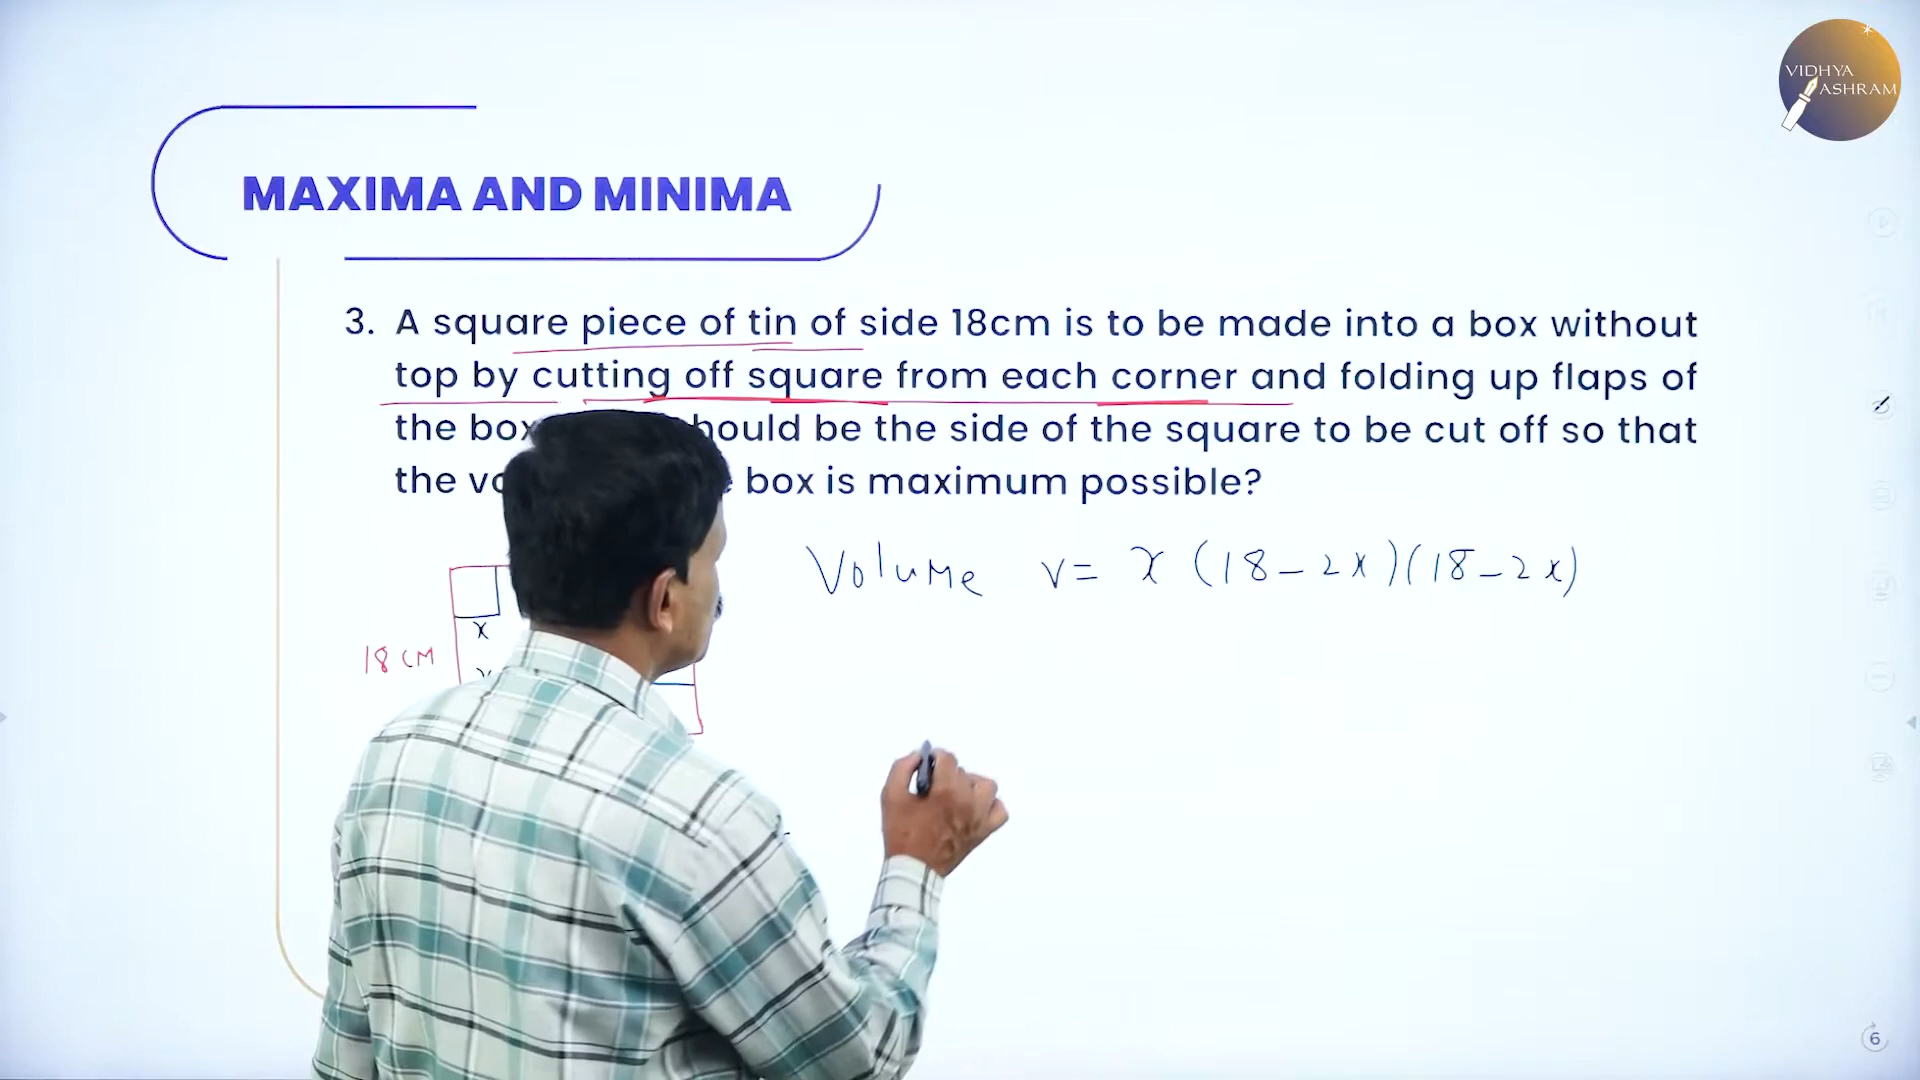 VIDHYA
ASHRAM
MAXIMA AND MINIMA
3. A square piece of tin of side 18cm is to be made into a box without
top by cutting off square from each corner and folding up flaps of
the box hould be the side of the square to be cut off so that
the vo box is maximum possible?
Volume v= x (18-2x)(18-2x)
x
18 CM
x
6